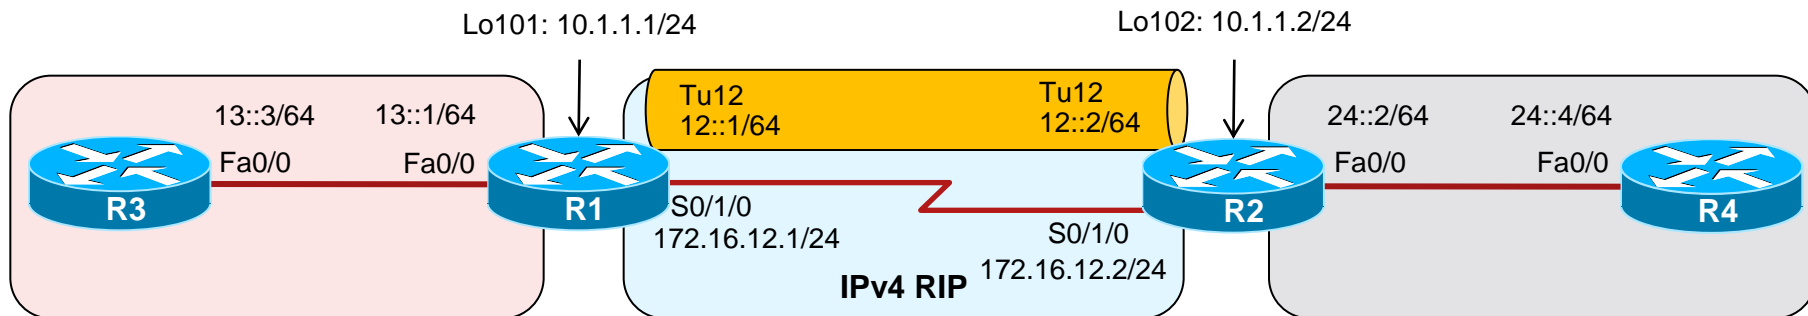 Lo101: 10.1.1.1/24
Lo102: 10.1.1.2/24
13::3/64
13::1/64
Tu12
12::1/64
Tu12
12::2/64
24::2/64
24::4/64
Fa0/0
Fa0/0
Fa0/0
Fa0/0
R3
R1
R2
R4
S0/1/0
172.16.12.1/24
S0/1/0
172.16.12.2/24
IPv4 RIP